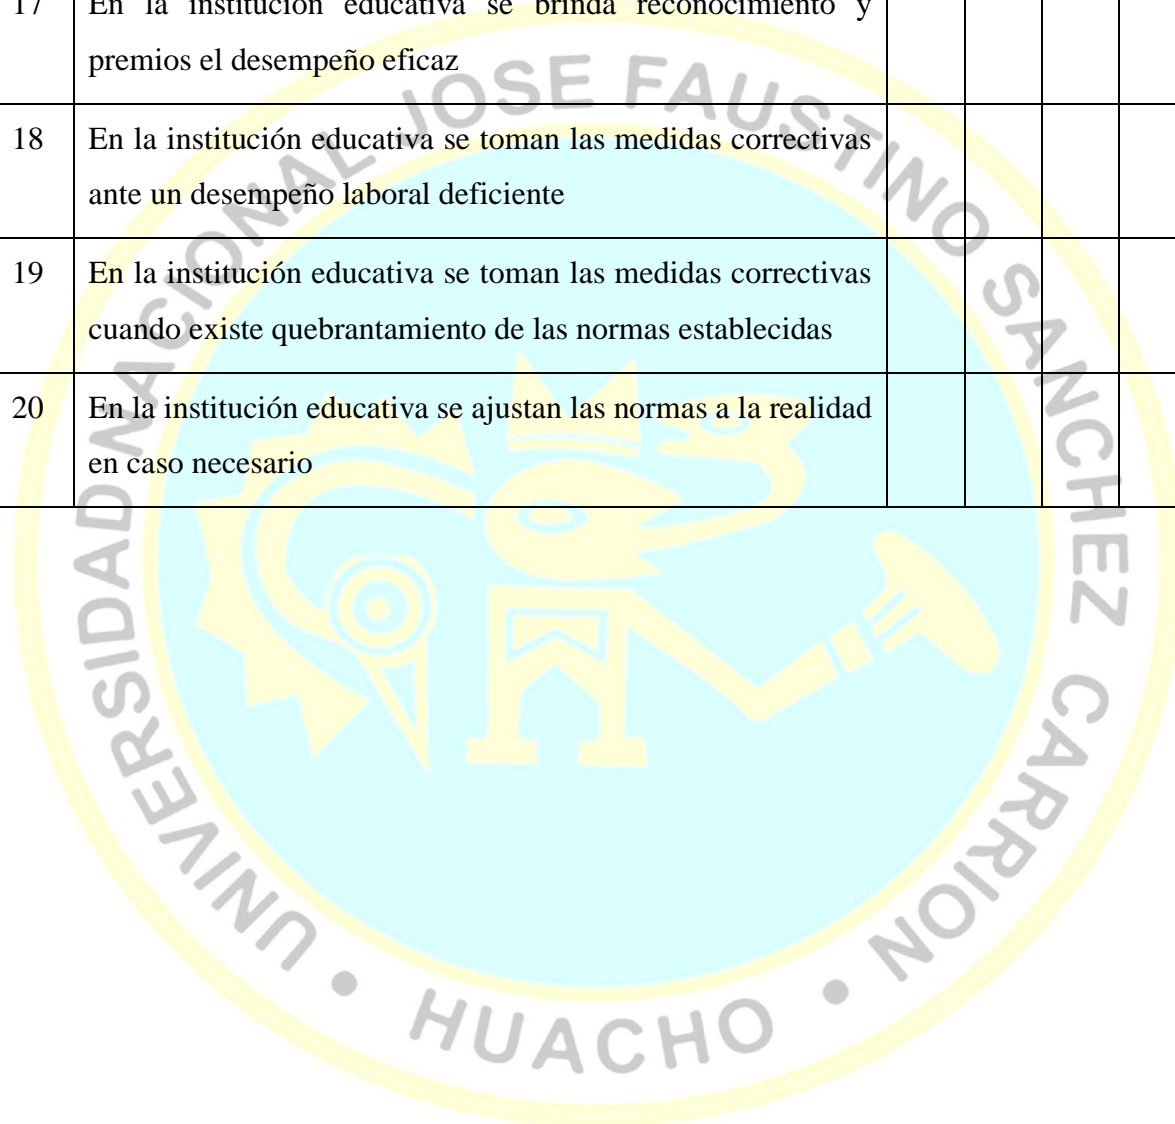 17 En la institución educativa se brinda reconocimiento y
premios el desempeño eficaz
18 En la institución educativa se toman las medidas correctivas
ante un desempeño laboral deficiente
19 En la institución educativa se toman las medidas correctivas
cuando existe quebrantamiento de las normas establecidas
20 En la institución educativa se ajustan las normas a la realidad
en caso necesario
UNIVERSIDAD NACIONAL JOSE FAUSTINO SANCHEZ CARRION
• HUACHO •